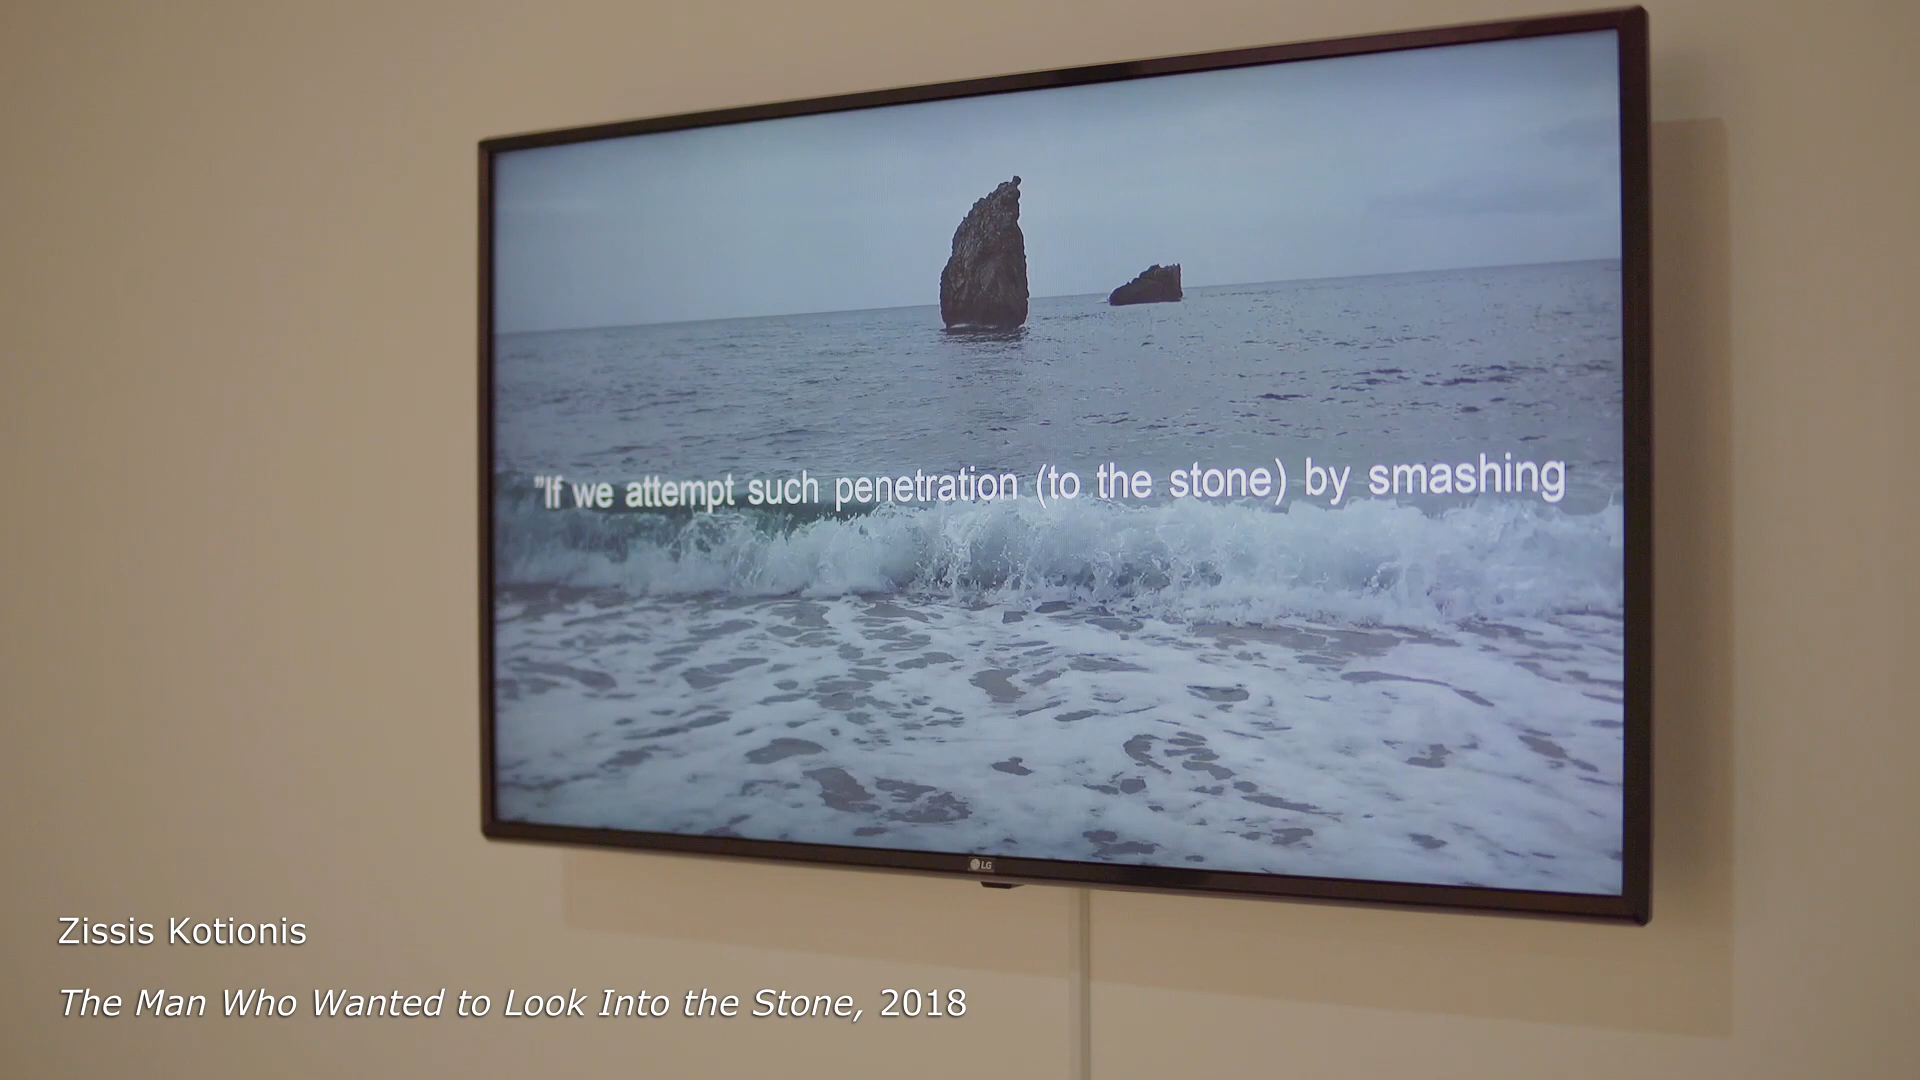 "If we attempt such penetration (to the stone) by smashing
LG
Zissis Kotionis
The Man Who Wanted to Look Into the Stone, 2018